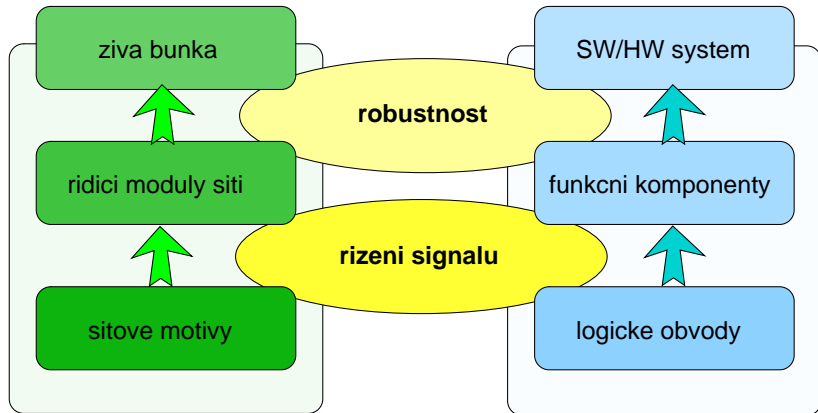 ziva bunka
SW/HW system
robustnost
ridici moduly siti
funkcni komponenty
rizeni signalu
sitove motivy
logicke obvody